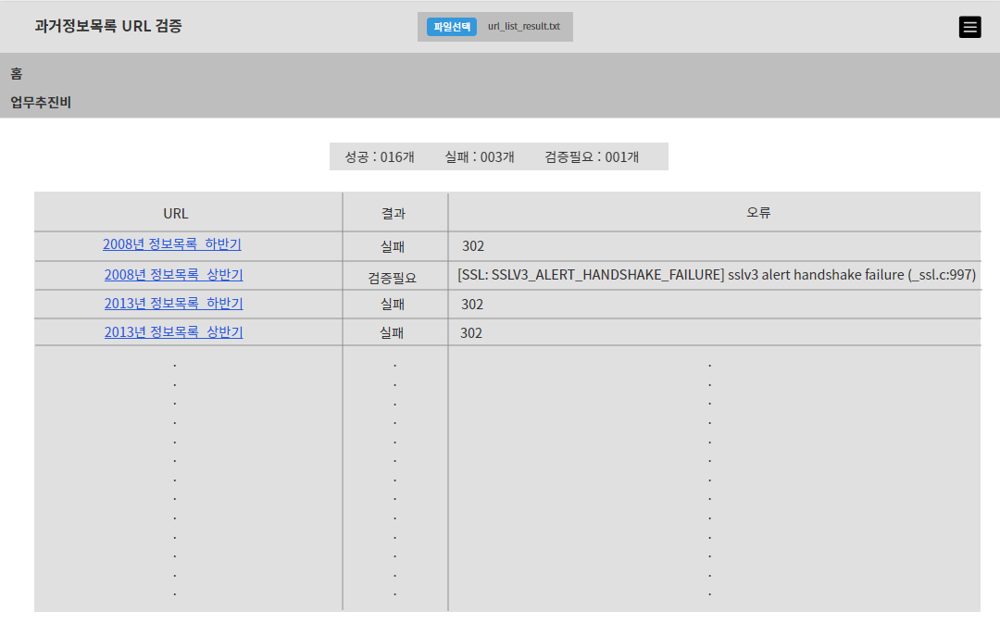 과거정보목록 URL 검증
파일선택 url_list_result.txt
홈
업무추진비
성공 : 016개 실패 : 003개 검증필요 : 001개
URL 결과 오류
2008년 정보목록_하반기 실패 302
2008년 정보목록_상반기 검증필요 [SSL: SSLV3_ALERT_HANDSHAKE_FAILURE] sslv3 alert handshake failure (_ssl.c:997)
2013년 정보목록_하반기 실패 302
2013년 정보목록_상반기 실패 302
. . .
. . .
. . .
. . .
. . .
. . .
. . .
. . .
. . .
. . .
. . .
. . .
. . .